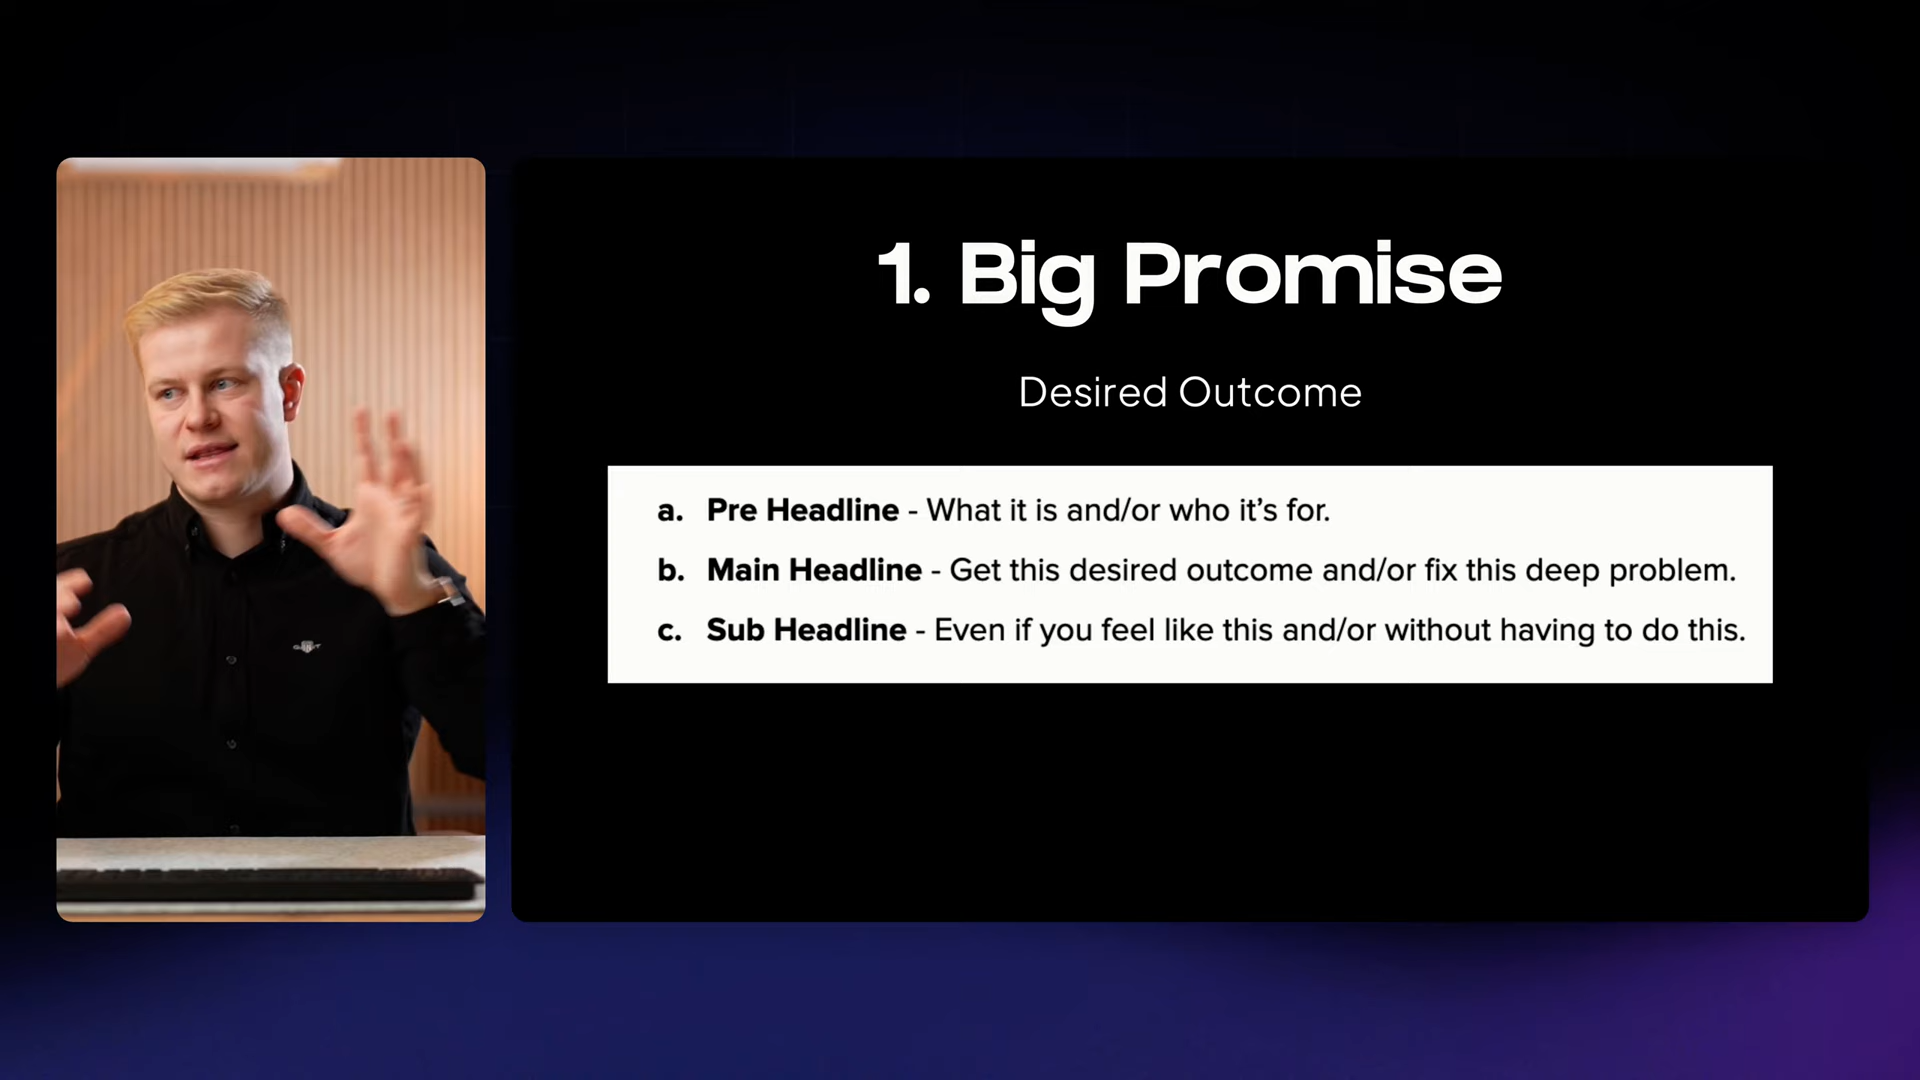 1. Big Promise
Desired Outcome
a. Pre Headline - What it is and/or who it’s for.
b. Main Headline - Get this desired outcome and/or fix this deep problem.
c. Sub Headline - Even if you feel like this and/or without having to do this.